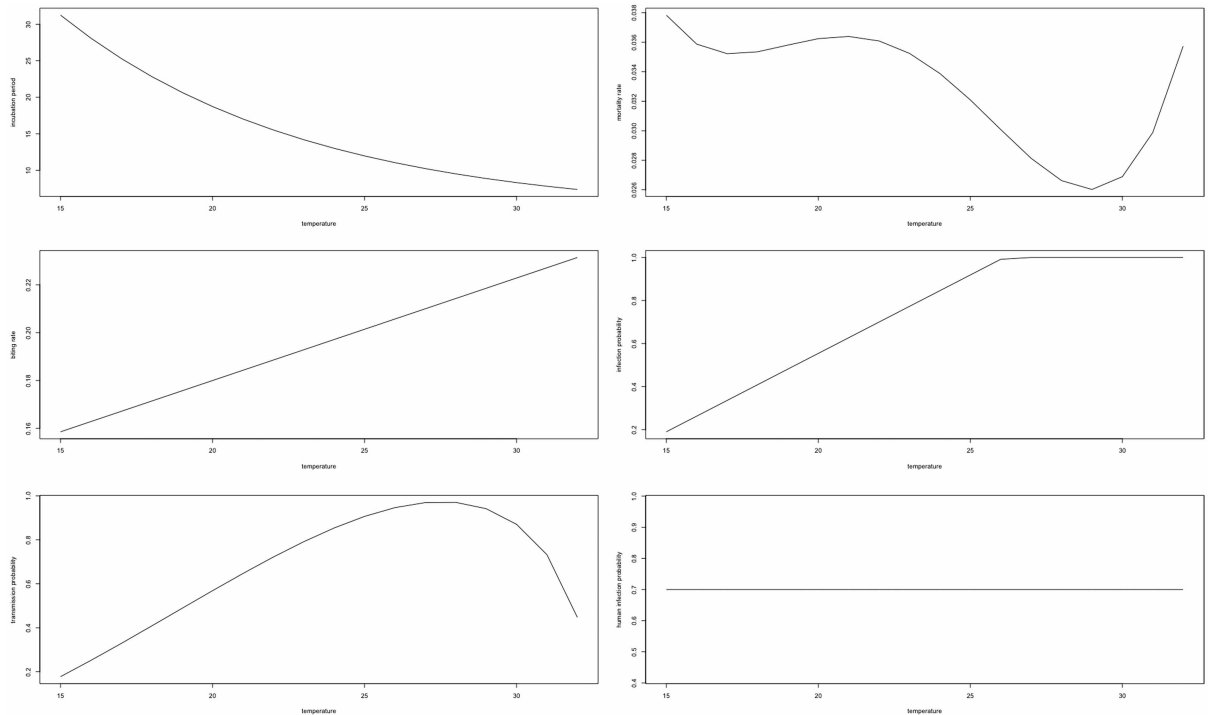 incubation period
30
25
20
15
10
15 20 25 30
temperature
mortality rate
0.038
0.036
0.034
0.032
0.030
0.028
0.026
15 20 25 30
temperature
biting rate
0.22
0.20
0.18
0.16
15 20 25 30
temperature
infection probability
1.0
0.8
0.6
0.4
0.2
15 20 25 30
temperature
transmission probability
1.0
0.8
0.6
0.4
0.2
15 20 25 30
temperature
human infection probability
1.0
0.9
0.8
0.7
0.6
0.5
0.4
15 20 25 30
temperature